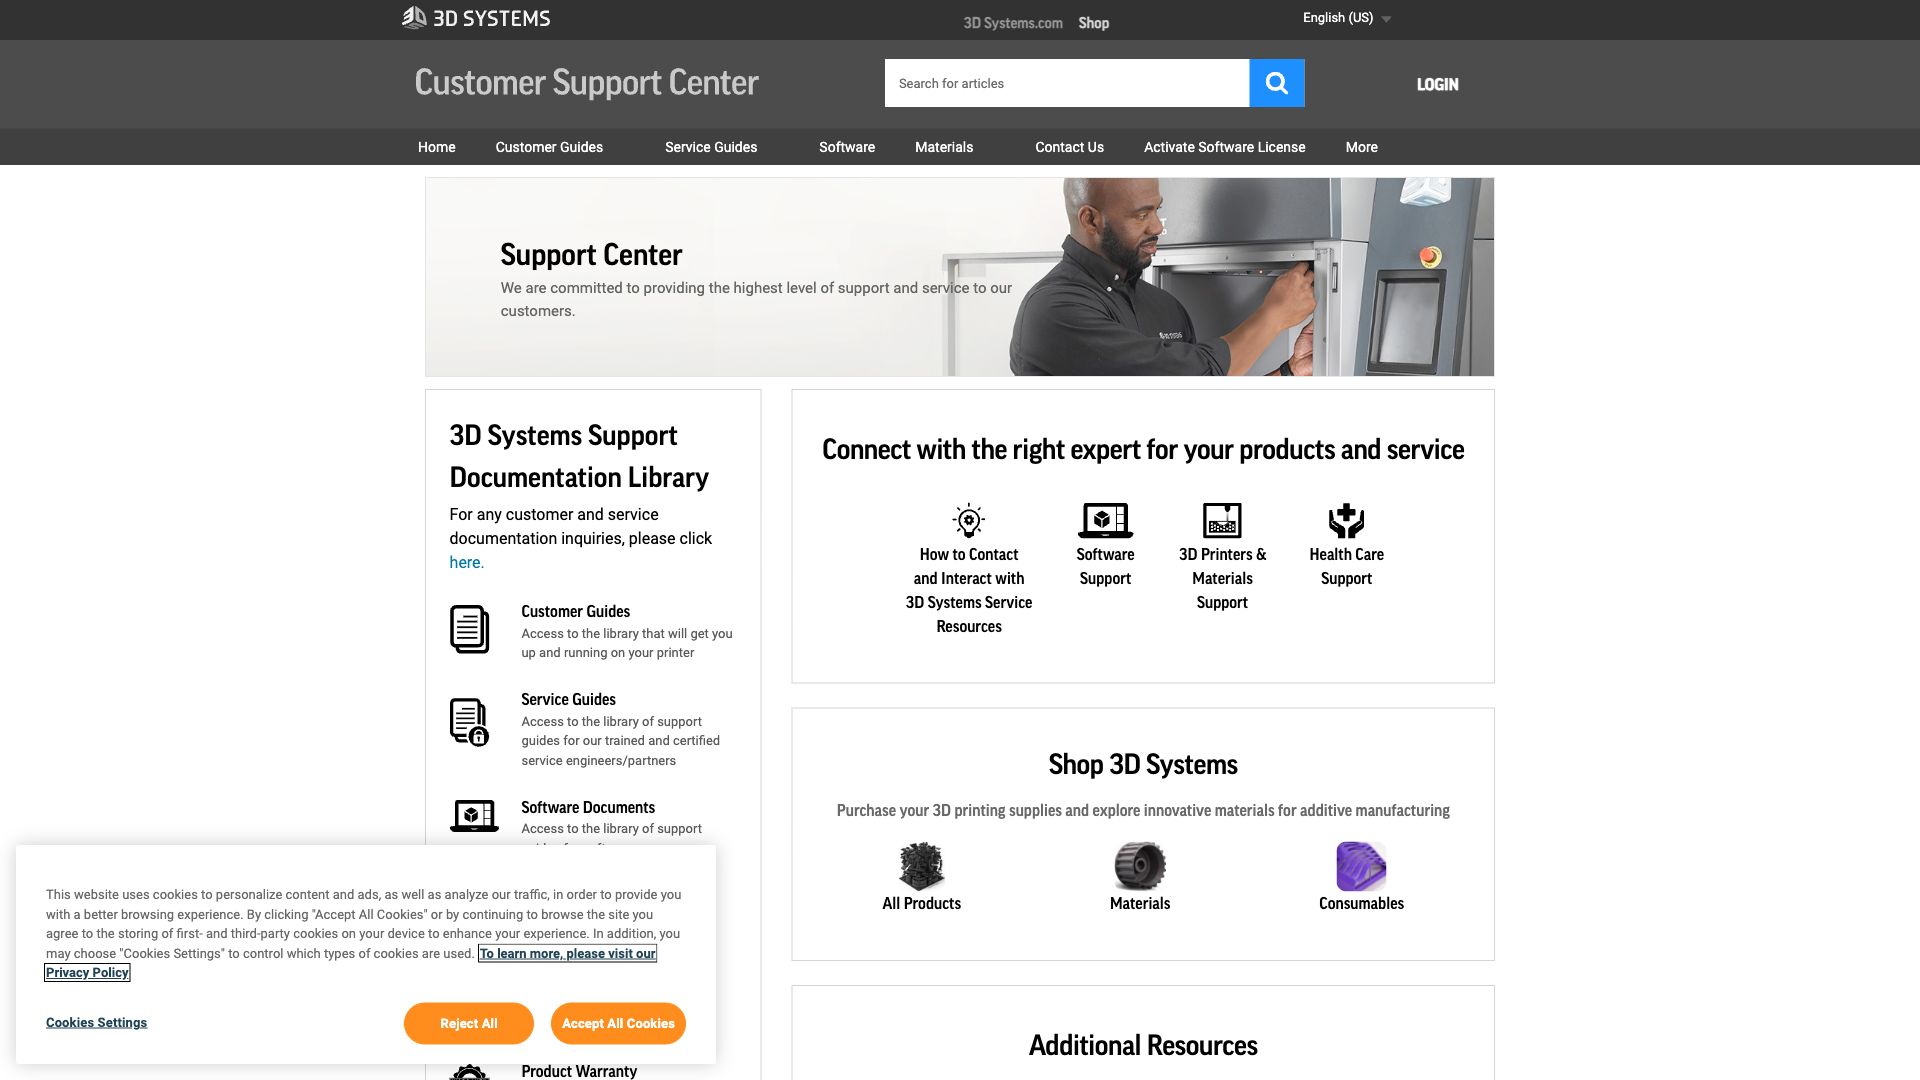 3D SYSTEMS
3D Systems.com Shop
English (US)
Customer Support Center
Search for articles
LOGIN
Home Customer Guides Service Guides Software Materials Contact Us Activate Software License More
Support Center
We are committed to providing the highest level of support and service to our
customers.
3D Systems Support
Documentation Library
For any customer and service
documentation inquiries, please click
here.
Customer Guides
Access to the library that will get you
up and running on your printer
Service Guides
Access to the library of support
guides for our trained and certified
service engineers/partners
Software Documents
Access to the library of support
Product Warranty
Connect with the right expert for your products and service
How to Contact
and Interact with
3D Systems Service
Resources
Software
Support
3D Printers &
Materials
Support
Health Care
Support
Shop 3D Systems
Purchase your 3D printing supplies and explore innovative materials for additive manufacturing
All Products
Materials
Consumables
Additional Resources
This website uses cookies to personalize content and ads, as well as analyze our traffic, in order to provide you
with a better browsing experience. By clicking "Accept All Cookies" or by continuing to browse the site you
agree to the storing of first- and third-party cookies on your device to enhance your experience. In addition, you
may choose "Cookies Settings" to control which types of cookies are used. To learn more, please visit our
Privacy Policy
Cookies Settings
Reject All
Accept All Cookies